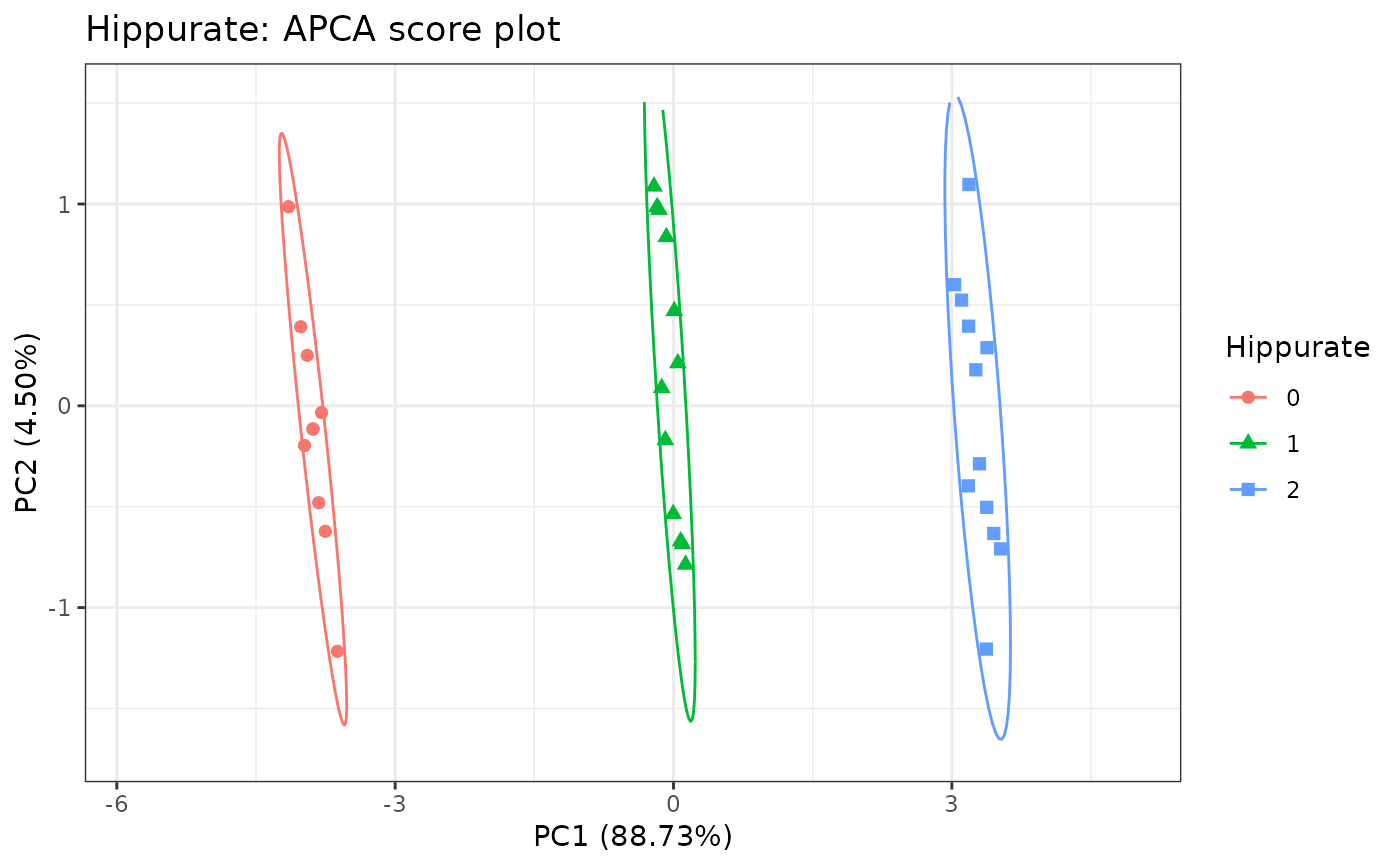 Hippurate: APCA score plot
PC2 (4.50%)
1
0
-1
-6
-3
0
3
PC1 (88.73%)
Hippurate
0
1
2